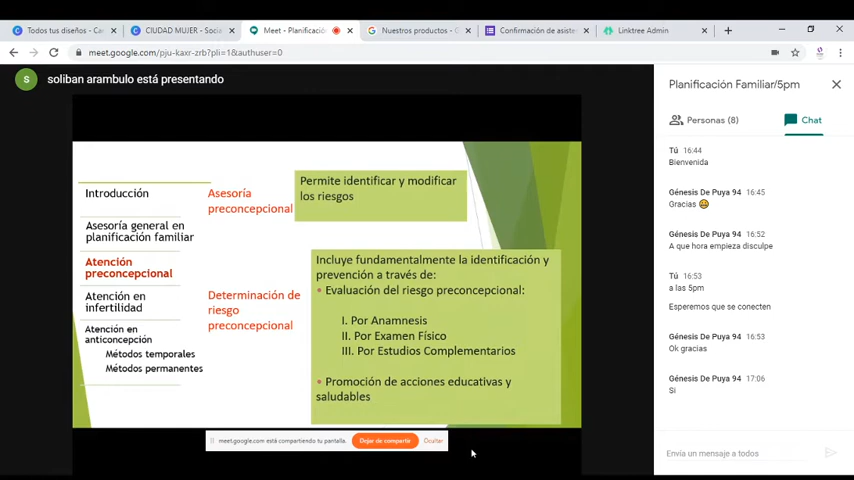 Todos tus diseños - Can
CIUDAD MUJER - Socie
Meet - Planificació
Nuestros productos - G
Confirmación de asiste
Linktree Admin
meet.google.com/pju-kaxr-zrb?pli=1&authuser=0
S
soliban arambulo está presentando
Introducción
Asesoría general en
planificación familiar
Atención
preconcepcional
Atención en
infertilidad
Atención en
anticoncepción
Métodos temporales
Métodos permanentes
Asesoría
preconcepcional
Permite identificar y modificar
los riesgos
Determinación de
riesgo
preconcepcional
Incluye fundamentalmente la identificación y
prevención a través de:
• Evaluación del riesgo preconcepcional:
I. Por Anamnesis
II. Por Examen Físico
III. Por Estudios Complementarios
• Promoción de acciones educativas y
saludables
meet.google.com está compartiendo tu pantalla.
Dejar de compartir
Ocultar
Planificación Familiar/5pm
Personas (8)
Chat
Tú 16:44
Bienvenida
Génesis De Puya 94 16:45
Gracias 😩
Génesis De Puya 94 16:52
A que hora empieza disculpe
Tú 16:53
a las 5pm
Esperemos que se conecten
Génesis De Puya 94 16:53
Ok gracias
Génesis De Puya 94 17:06
Si
Envía un mensaje a todos